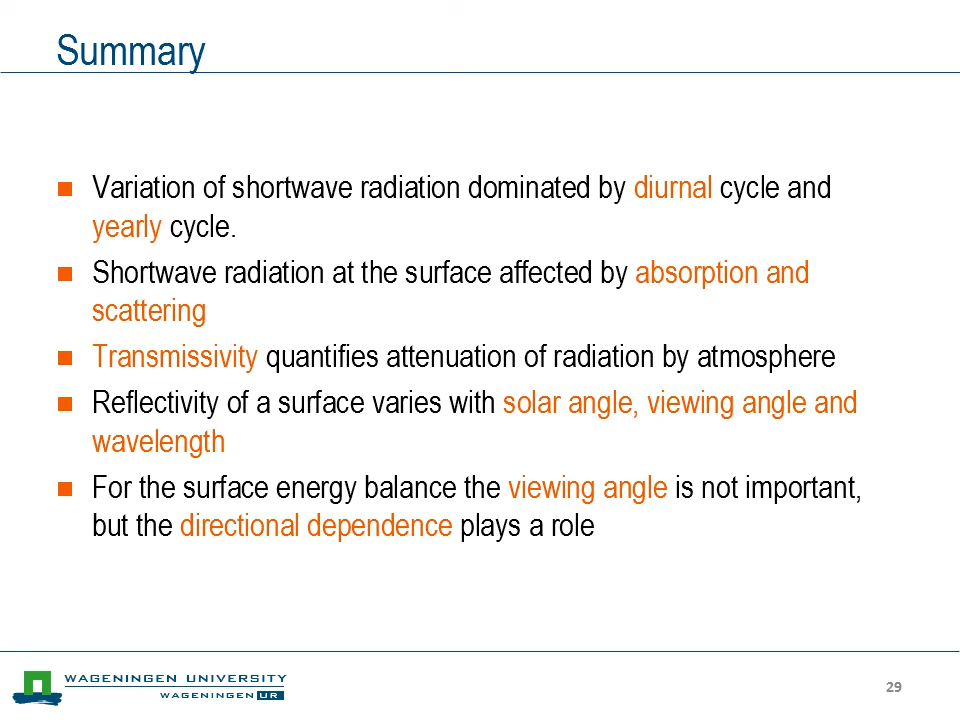 Summary
Variation of shortwave radiation dominated by diurnal cycle and
yearly cycle.
Shortwave radiation at the surface affected by absorption and
scattering
Transmissivity quantifies attenuation of radiation by atmosphere
Reflectivity of a surface varies with solar angle, viewing angle and
wavelength
For the surface energy balance the viewing angle is not important,
but the directional dependence plays a role
WAGENINGEN UNIVERSITY
WAGENINGEN UR
29